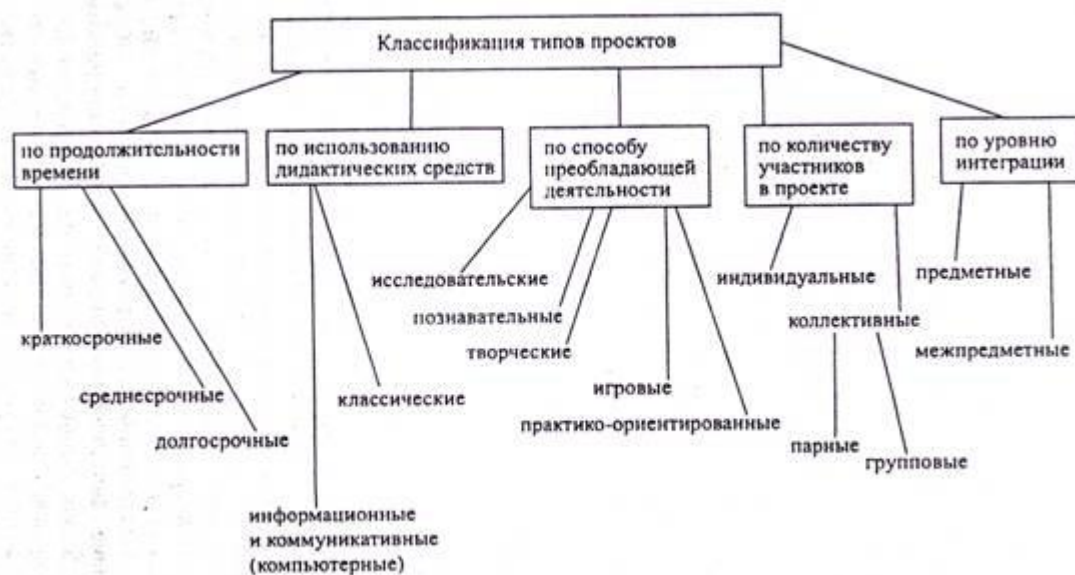 Классификация типов проектов
по продолжительности
времени
по использованию
дидактических средств
по способу
преобладающей
деятельности
по количеству
участников
в проекте
по уровню
интеграции
краткосрочные
среднесрочные
долгосрочные
классические
информационные
и коммуникативные
(компьютерные)
исследовательские
познавательные
творческие
игровые
практико-ориентированные
индивидуальные
коллективные
парные
групповые
предметные
межпредметные